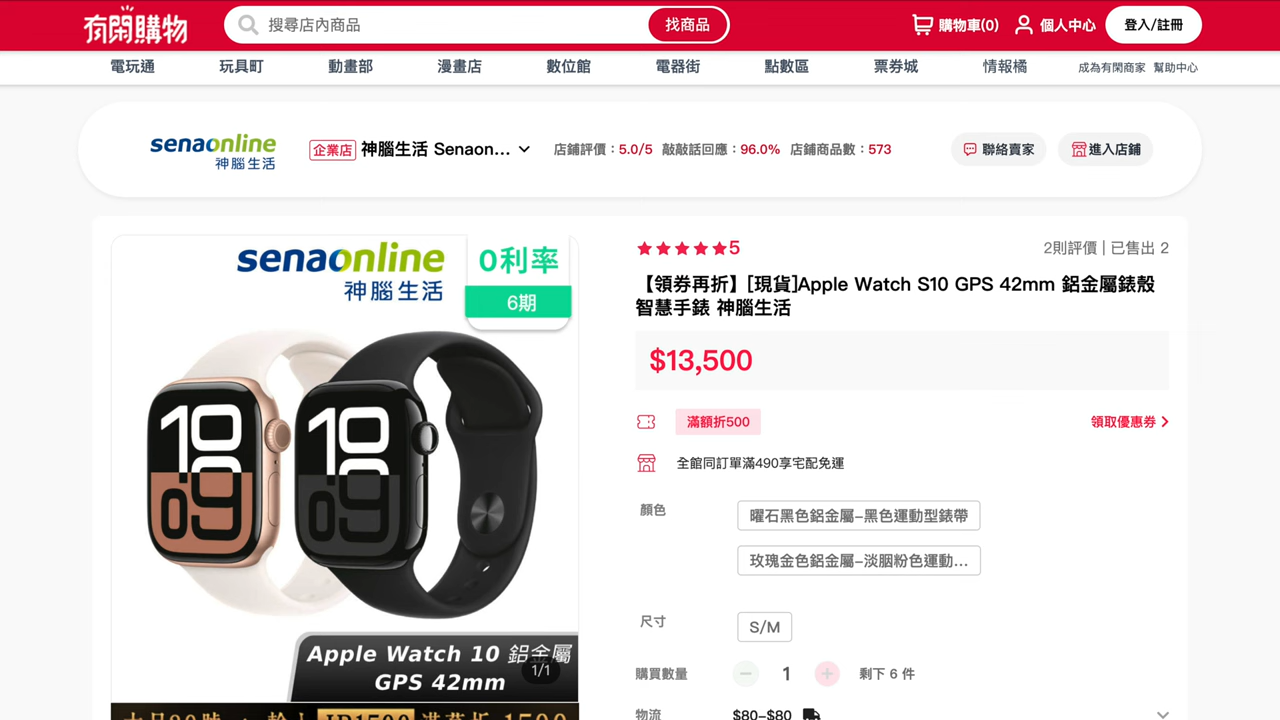 有閑購物
搜尋店內商品
找商品
購物車(0)
個人中心
登入/註冊
電玩通
玩具町
動畫部
漫畫店
數位館
電器街
點數區
票券城
情報橘
成為有閑商家
幫助中心
senaonline
神腦生活
企業店
神腦生活 Senaon...
店鋪評價：5.0/5
敲敲話回應：96.0%
店鋪商品數：573
聯絡賣家
進入店鋪
senaonline
神腦生活
0利率
6期
Apple Watch 10 鋁金屬
GPS 42mm
1/1
5
2則評價 | 已售出 2
【領券再折】[現貨]Apple Watch S10 GPS 42mm 鋁金屬錶殼
智慧手錶 神腦生活
$13,500
滿額折500
領取優惠券
全館同訂單滿490享宅配免運
顏色
曜石黑色鋁金屬-黑色運動型錶帶
玫瑰金色鋁金屬-淡胭粉色運動...
尺寸
S/M
購買數量
1
剩下 6 件
物流
$80-$80